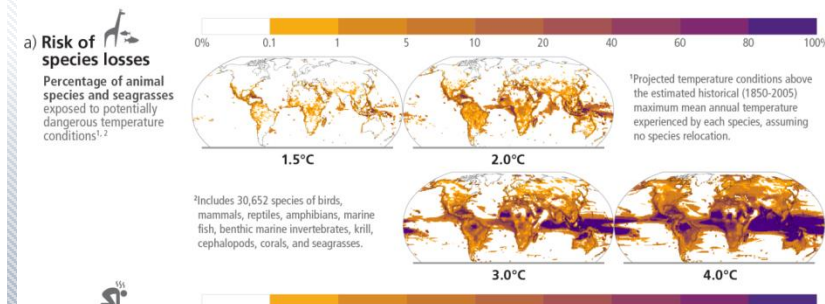 a) Risk of
species losses
Percentage of animal
species and seagrasses
exposed to potentially
dangerous temperature
conditions1, 2
0% 0.1 1 5 10 20 40 60 80 100%
1Projected temperature conditions above
the estimated historical (1850-2005)
maximum mean annual temperature
experienced by each species, assuming
no species relocation.
1.5°C 2.0°C
2Includes 30,652 species of birds,
mammals, reptiles, amphibians, marine
fish, benthic marine invertebrates, krill,
cephalopods, corals, and seagrasses.
3.0°C 4.0°C